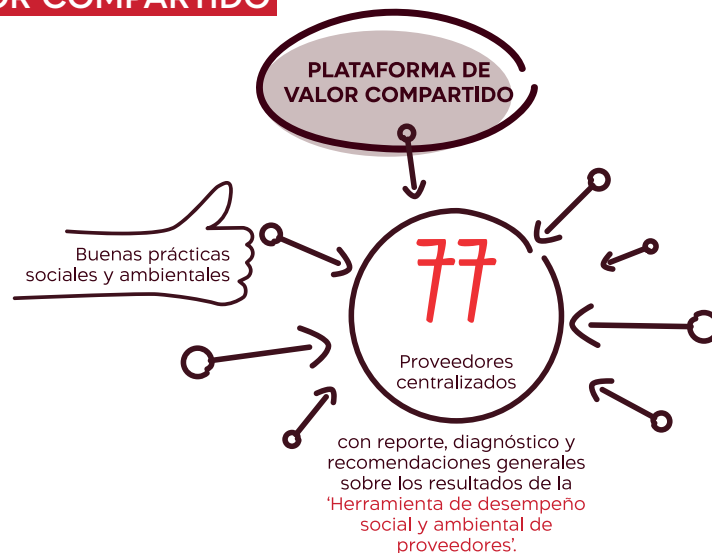 OR COMPARTIDO
PLATAFORMA DE
VALOR COMPARTIDO
Buenas prácticas
sociales y ambientales
77
Proveedores
centralizados
con reporte, diagnóstico y
recomendaciones generales
sobre los resultados de la
‘Herramienta de desempeño
social y ambiental de
proveedores’.